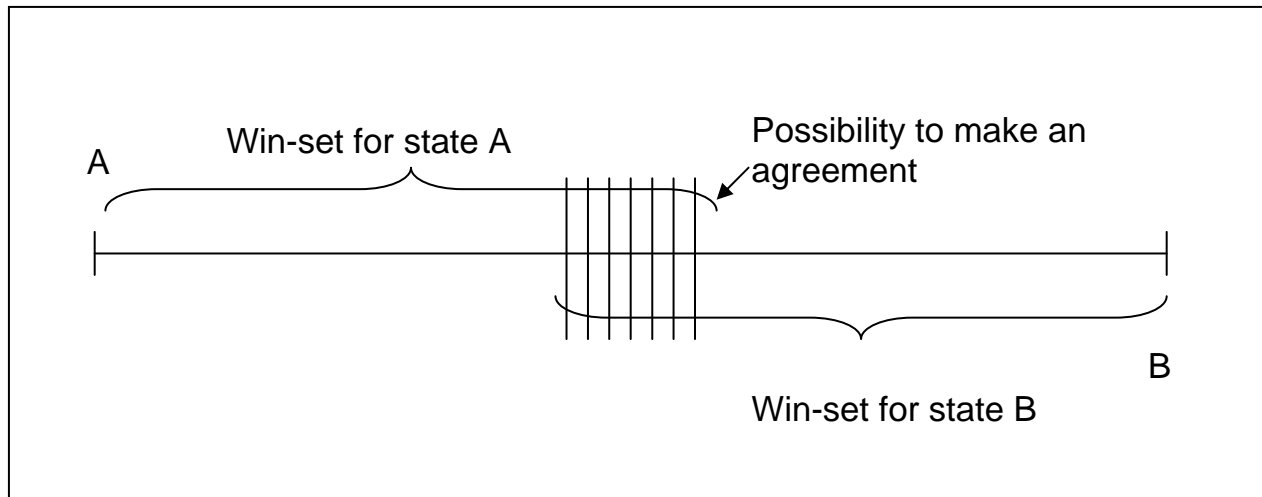 A
Win-set for state A
Possibility to make an
agreement
B
Win-set for state B